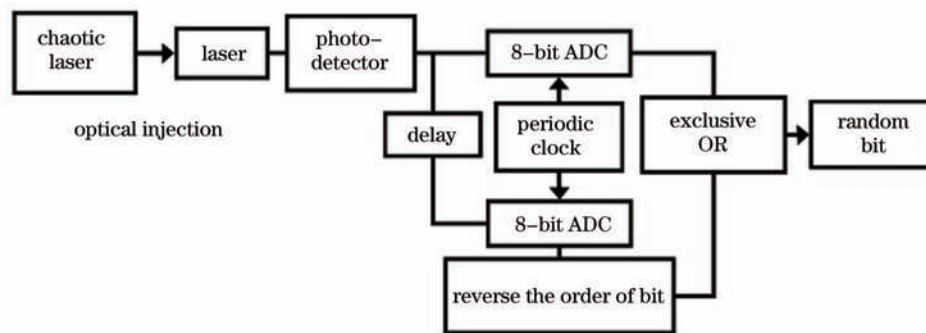 chaotic
laser
laser
photo-
detector
8-bit ADC
optical injection
delay
periodic
clock
exclusive
OR
random
bit
8-bit ADC
reverse the order of bit